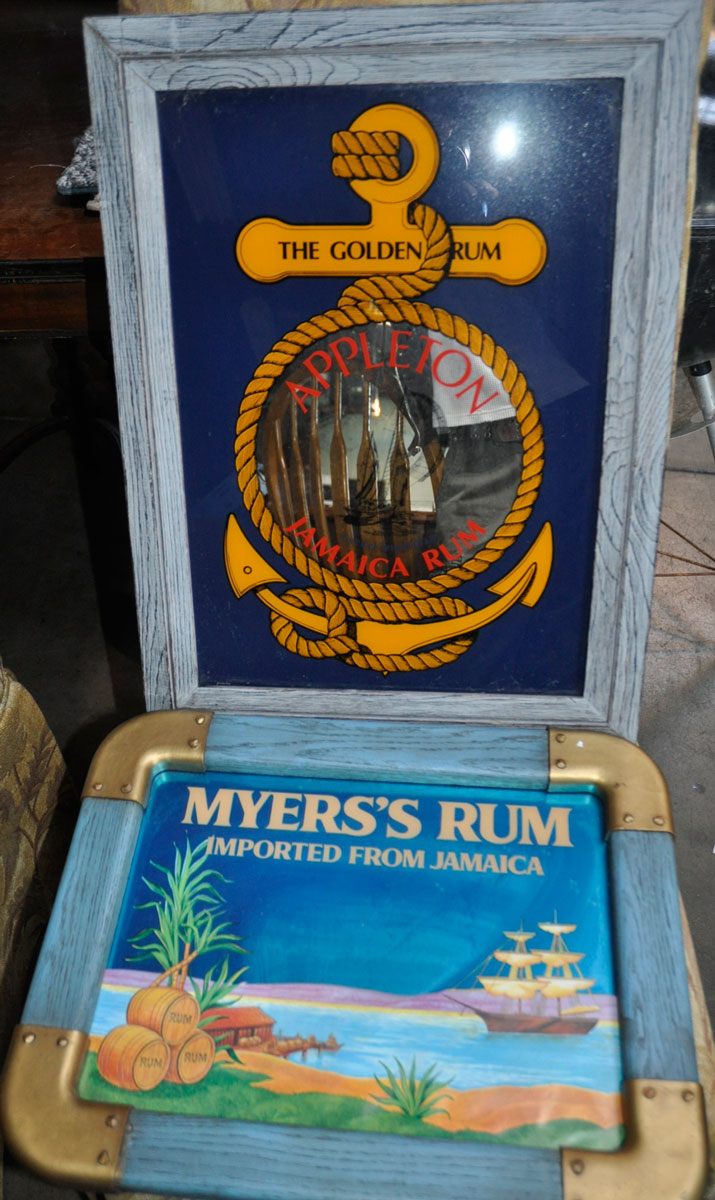 THE GOLDEN RUM
APPLETON
JAMAICA RUM
MYERS'S RUM
IMPORTED FROM JAMAICA
RUM
RUM
RUM